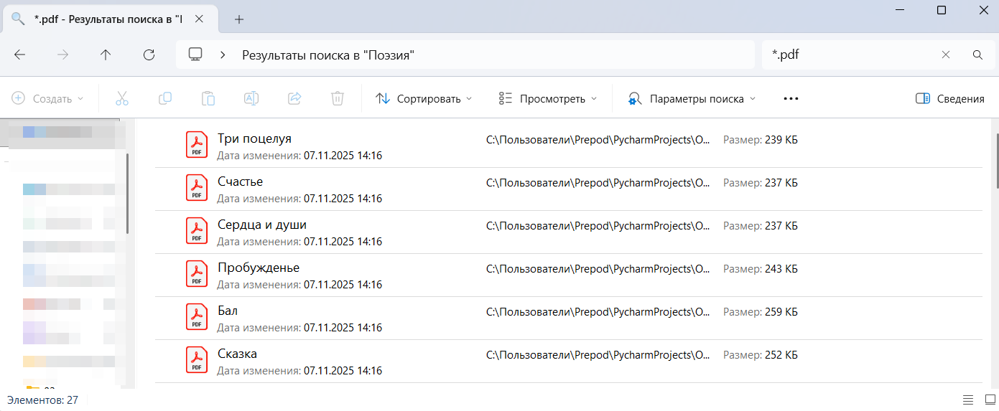 *.pdf - Результаты поиска в "
Результаты поиска в "Поэзия"
*.pdf
Создать
Сортировать
Просмотреть
Параметры поиска
Сведения
Три поцелуя
C:\Пользователи\Prepod\PycharmProjects\O... Размер: 239 КБ
Дата изменения: 07.11.2025 14:16
Счастье
C:\Пользователи\Prepod\PycharmProjects\O... Размер: 237 КБ
Дата изменения: 07.11.2025 14:16
Сердца и души
C:\Пользователи\Prepod\PycharmProjects\O... Размер: 237 КБ
Дата изменения: 07.11.2025 14:16
Пробужденье
C:\Пользователи\Prepod\PycharmProjects\O... Размер: 243 КБ
Дата изменения: 07.11.2025 14:16
Бал
C:\Пользователи\Prepod\PycharmProjects\O... Размер: 259 КБ
Дата изменения: 07.11.2025 14:16
Сказка
C:\Пользователи\Prepod\PycharmProjects\O... Размер: 252 КБ
Дата изменения: 07.11.2025 14:16
PDF
PDF
PDF
PDF
PDF
PDF
Элементов: 27